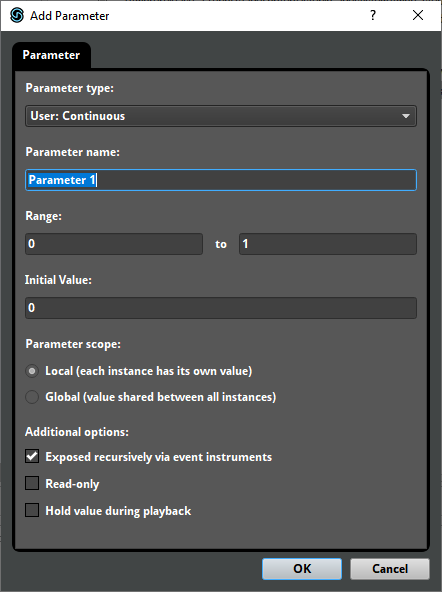 Add Parameter
?
Parameter
Parameter type:
User: Continuous
Parameter name:
Parameter 1
Range:
0 to 1
Initial Value:
0
Parameter scope:
Local (each instance has its own value)
Global (value shared between all instances)
Additional options:
Exposed recursively via event instruments
Read-only
Hold value during playback
OK Cancel